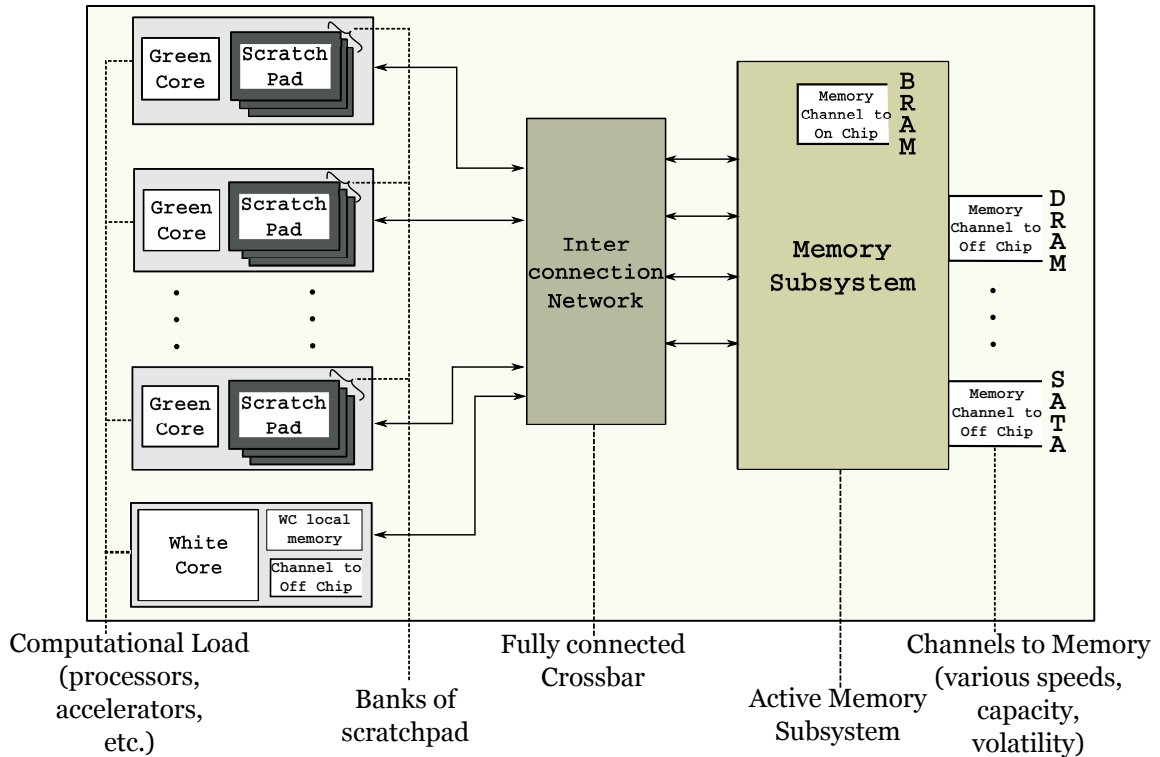 Green
Core
Scratch
Pad
Green
Core
Scratch
Pad
Green
Core
Scratch
Pad
White
Core
WC local
memory
Channel to
Off Chip
Inter
connection
Network
Memory
Subsystem
Memory
Channel to
On Chip
BRAM
Memory
Channel to
Off Chip
DRAM
Memory
Channel to
Off Chip
SATA
Computational Load
(processors,
accelerators,
etc.)
Banks of
scratchpad
Fully connected
Crossbar
Active Memory
Subsystem
Channels to Memory
(various speeds,
capacity,
volatility)